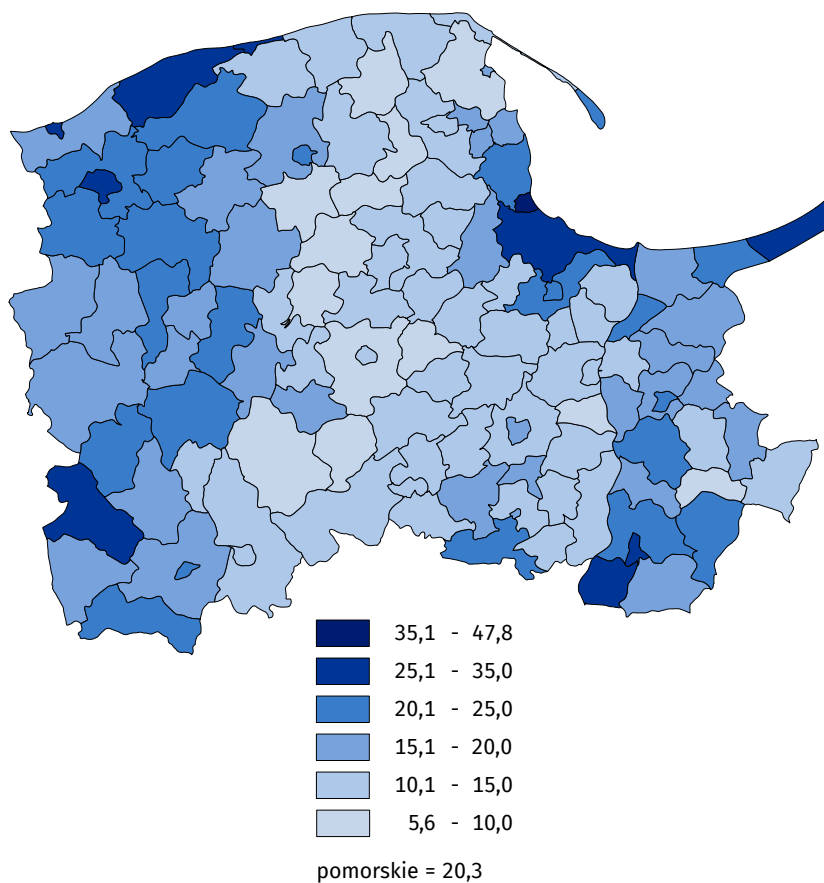 35,1 - 47,8
25,1 - 35,0
20,1 - 25,0
15,1 - 20,0
10,1 - 15,0
5,6 - 10,0
pomorskie = 20,3